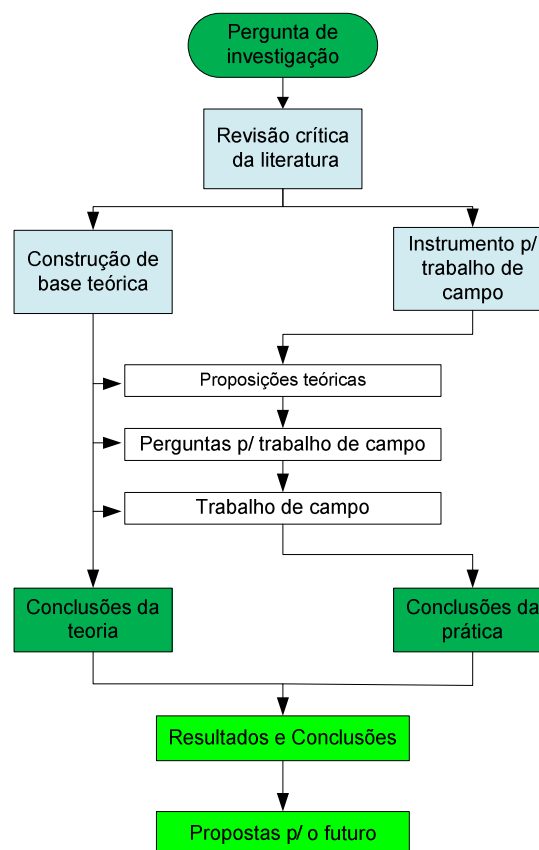 Pergunta de
investigação
Revisão crítica
da literatura
Construção de
base teórica
Instrumento p/
trabalho de
campo
Proposições teóricas
Perguntas p/ trabalho de campo
Trabalho de campo
Conclusões da
teoria
Conclusões da
prática
Resultados e Conclusões
Propostas p/ o futuro